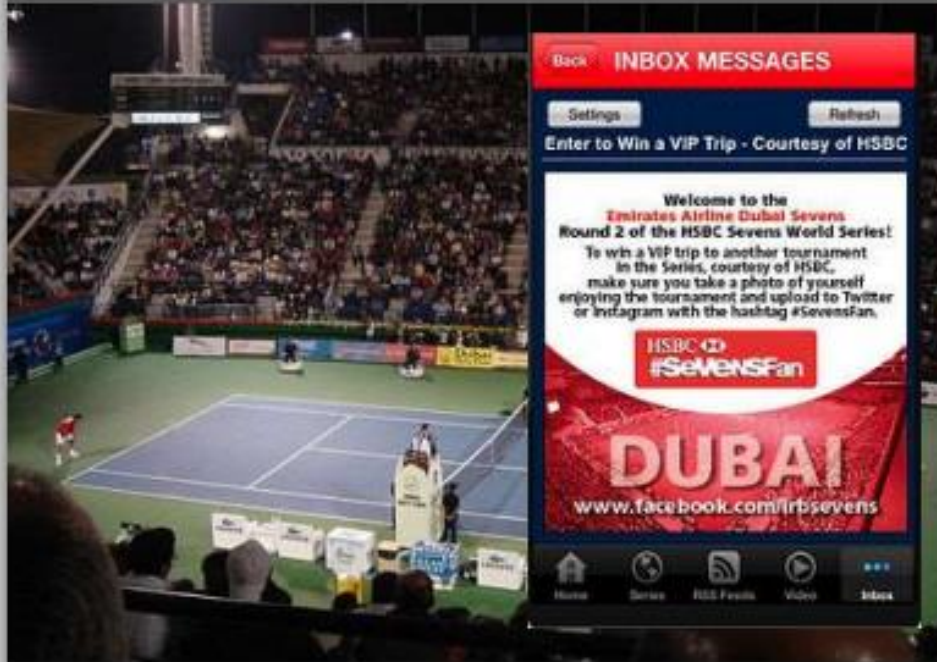 Back INBOX MESSAGES
Settings Refresh
Enter to Win a VIP Trip - Courtesy of HSBC
Welcome to the
Emirates Airline Dubai Sevens
Round 2 of the HSBC Sevens World Series!
To win a VIP trip to another tournament
in the Series, courtesy of HSBC,
make sure you take a photo of yourself
enjoying the tournament and upload to Twitter
or Instagram with the hashtag #SevensFan.
HSBC
#SeVENSFan
DUBAI
www.facebook.com/irbsevens
Home Series RSS Feeds Video Inbox
Dubai
LACOSTE